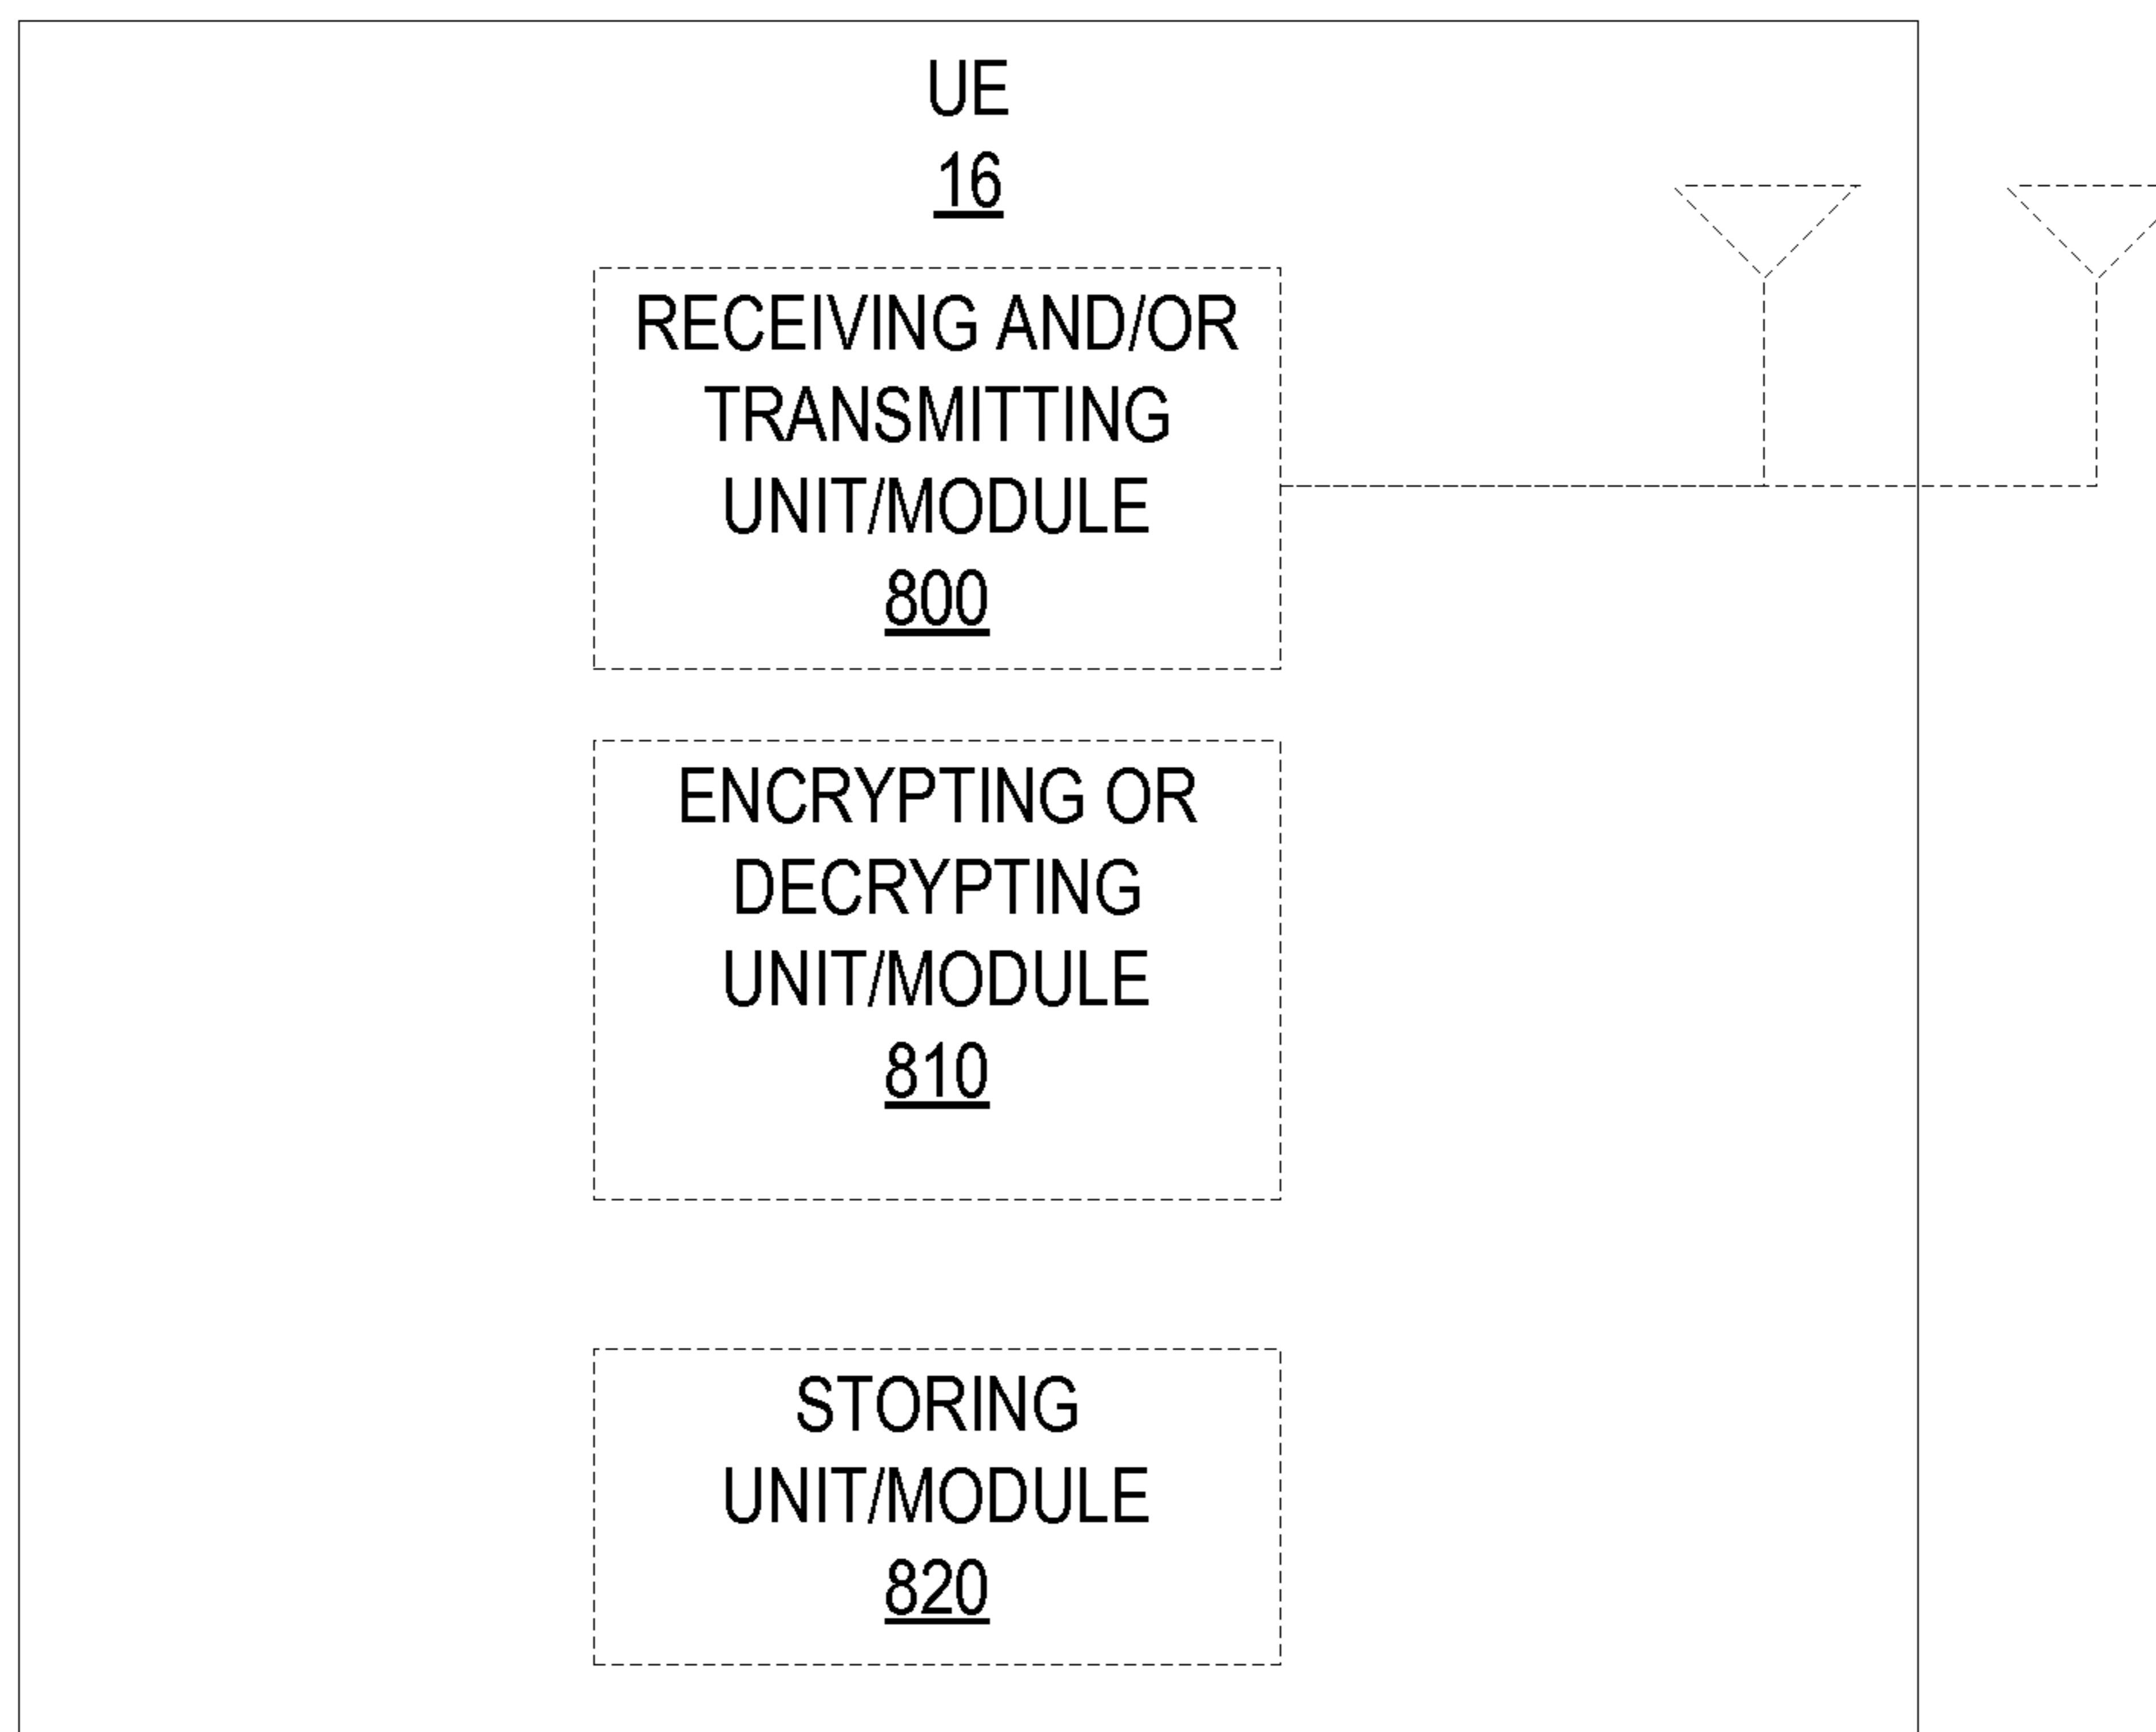 UE
16
RECEIVING AND/OR
TRANSMITTING
UNIT/MODULE
800
ENCRYPTING OR
DECRYPTING
UNIT/MODULE
810
STORING
UNIT/MODULE
820